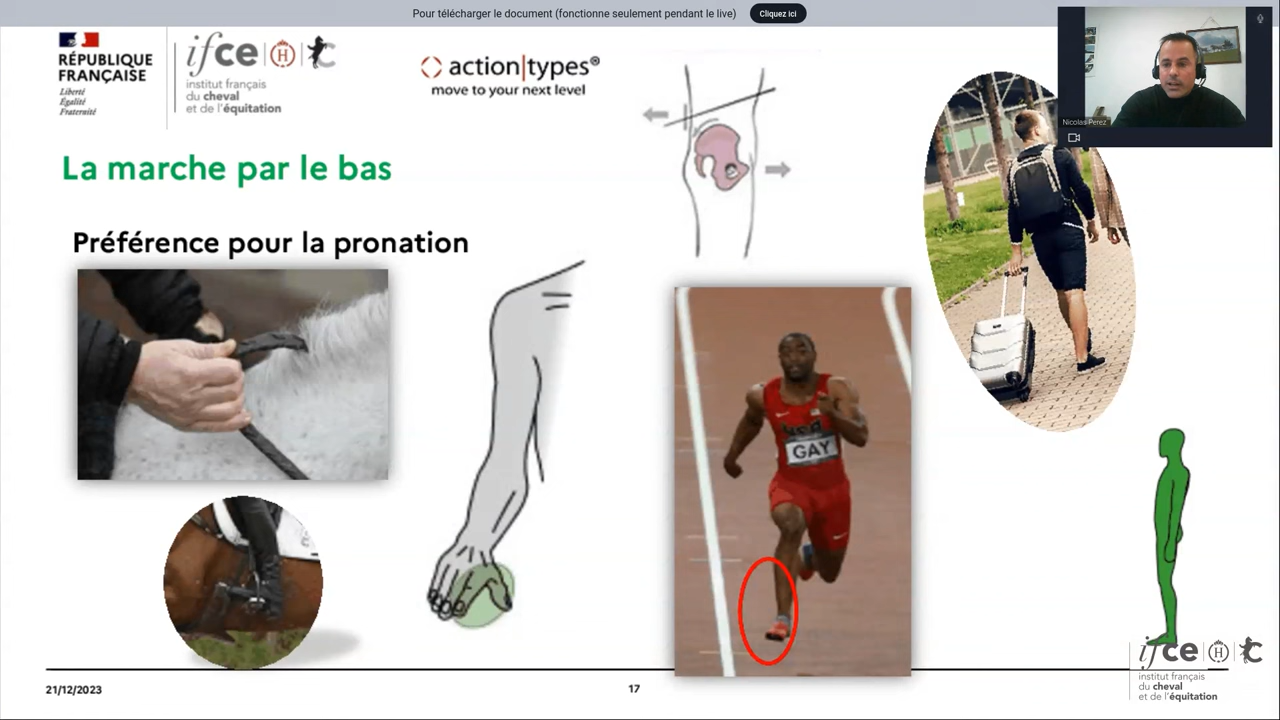 Pour télécharger le document (fonctionne seulement pendant le live)
Cliquez ici
RÉPUBLIQUE
FRANÇAISE
Liberté
Égalité
Fraternité
ifce H
institut français
du cheval
et de l'équitation
action|types®
move to your next level
Nicolas Perez
La marche par le bas
Préférence pour la pronation
USA
GAY
21/12/2023
17
ifce H
institut français
du cheval
et de l'équitation